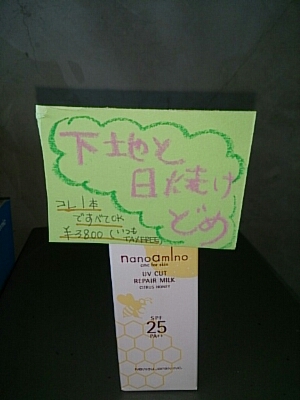 下地と
日焼け
どめ
コレ1本
ですべてOK
¥3800
nanoamino
UV CUT
REPAIR MILK
CITRUS HONEY
SPF
25
PA++